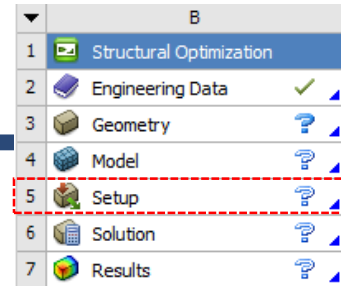 B
1 Structural Optimization
2 Engineering Data
3 Geometry
4 Model
5 Setup
6 Solution
7 Results